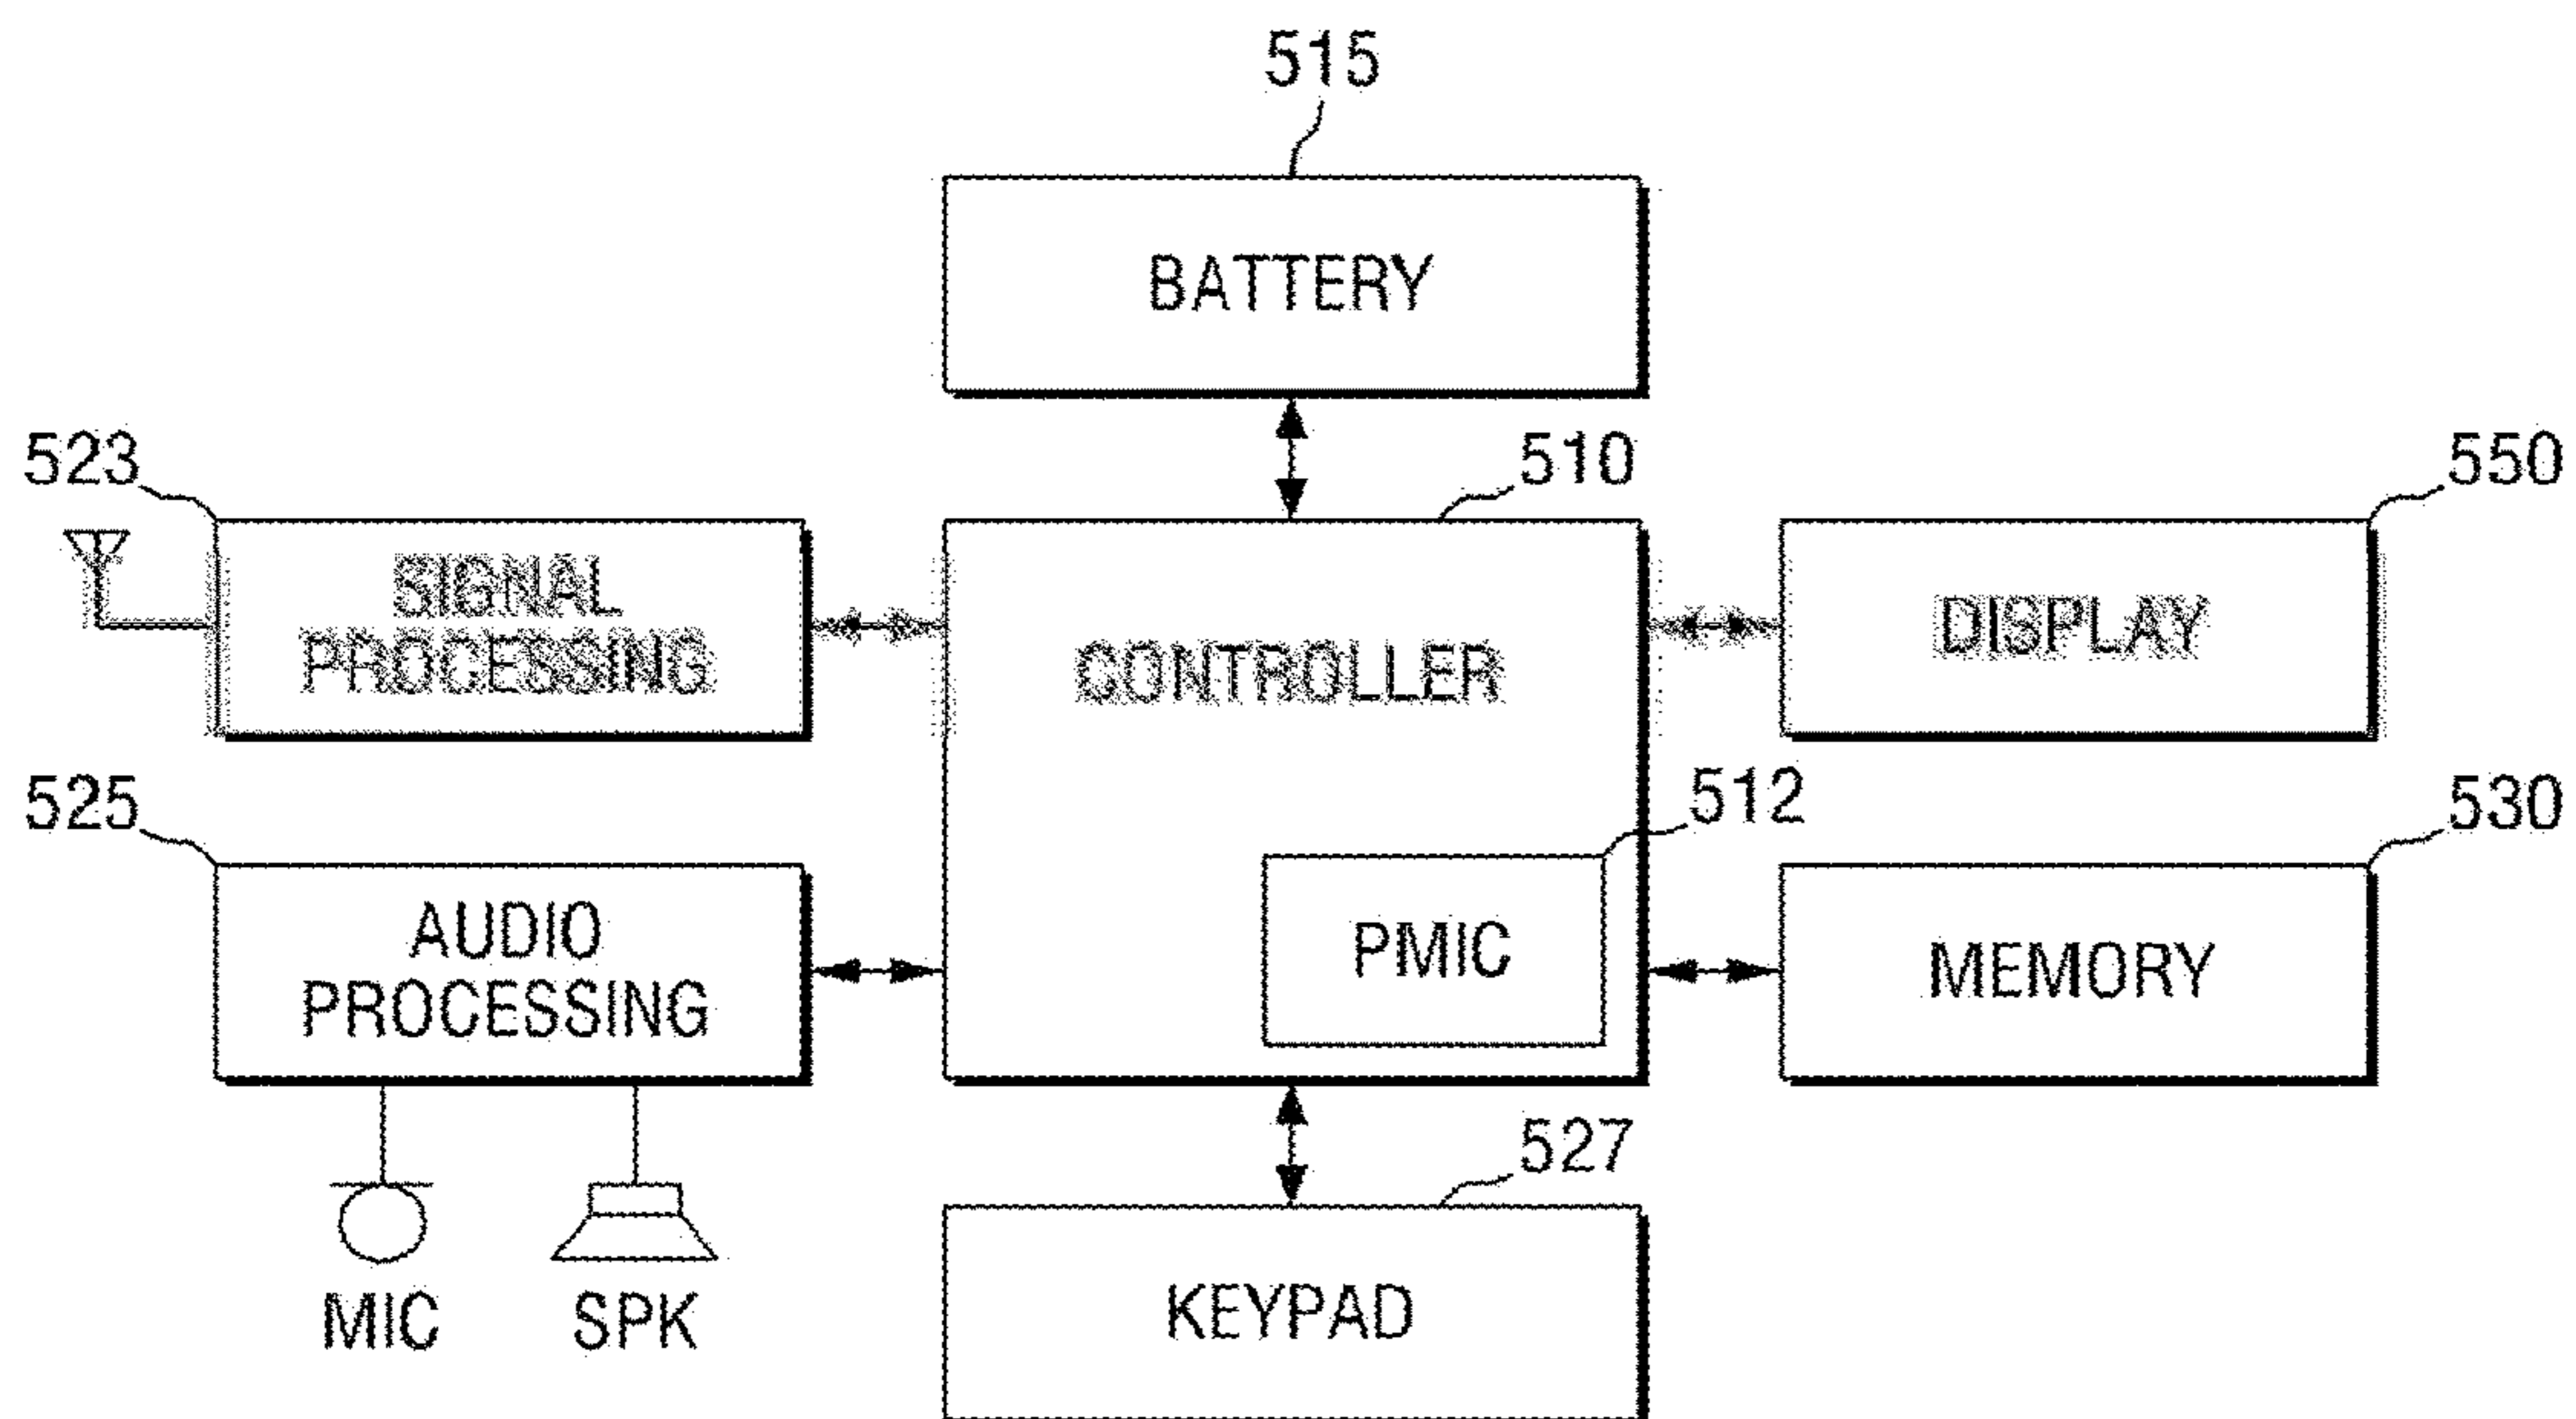 515
BATTERY
523
510
550
SIGNAL
PROCESSING
CONTROLLER
DISPLAY
525
512
530
AUDIO
PROCESSING
PMIC
MEMORY
527
MIC
SPK
KEYPAD